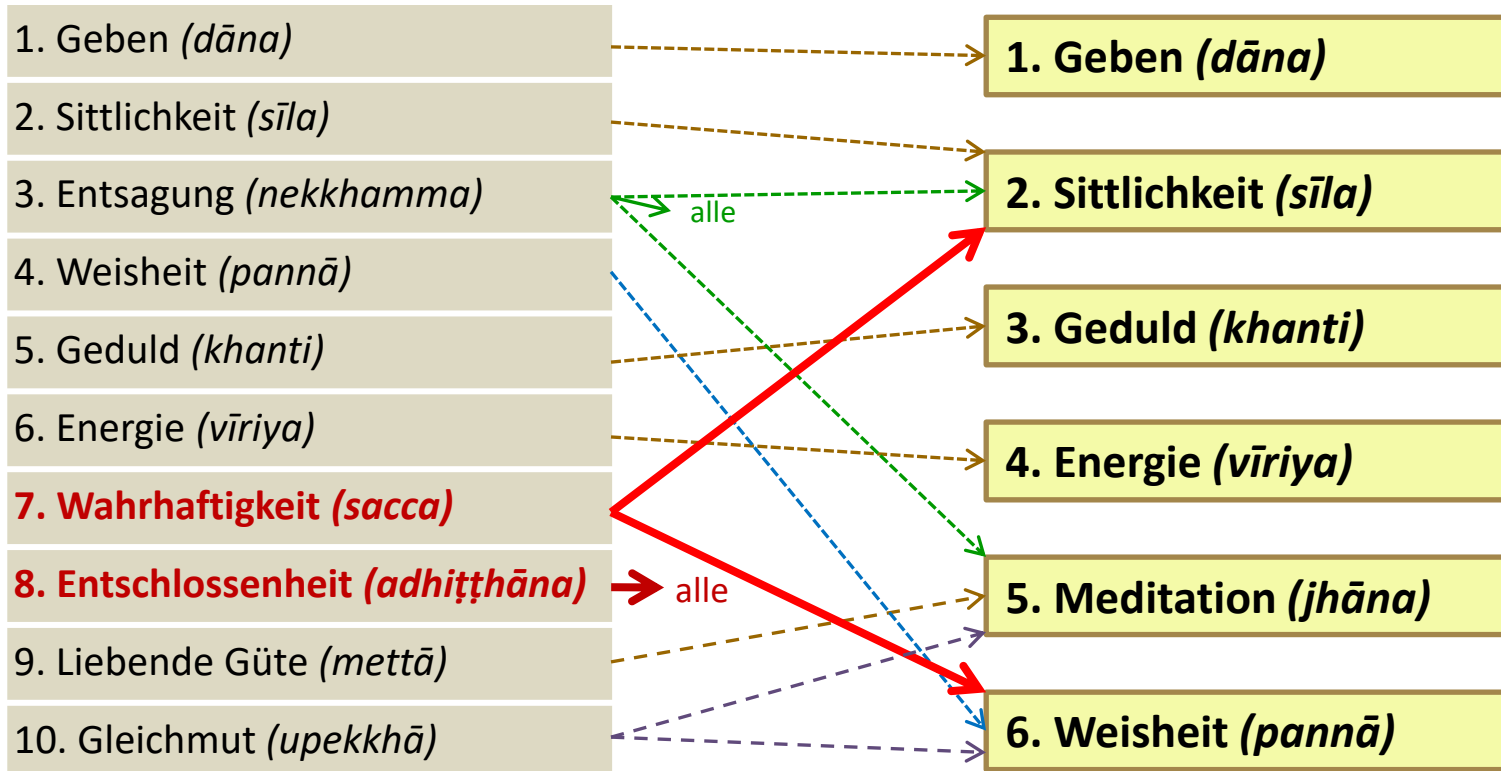 1. Geben (dāna)
2. Sittlichkeit (sīla)
3. Entsagung (nekkhamma)
4. Weisheit (pannā)
5. Geduld (khanti)
6. Energie (vīriya)
7. Wahrhaftigkeit (sacca)
8. Entschlossenheit (adhiṭṭhāna)
9. Liebende Güte (mettā)
10. Gleichmut (upekkhā)
alle
alle
1. Geben (dāna)
2. Sittlichkeit (sīla)
3. Geduld (khanti)
4. Energie (vīriya)
5. Meditation (jhāna)
6. Weisheit (pannā)